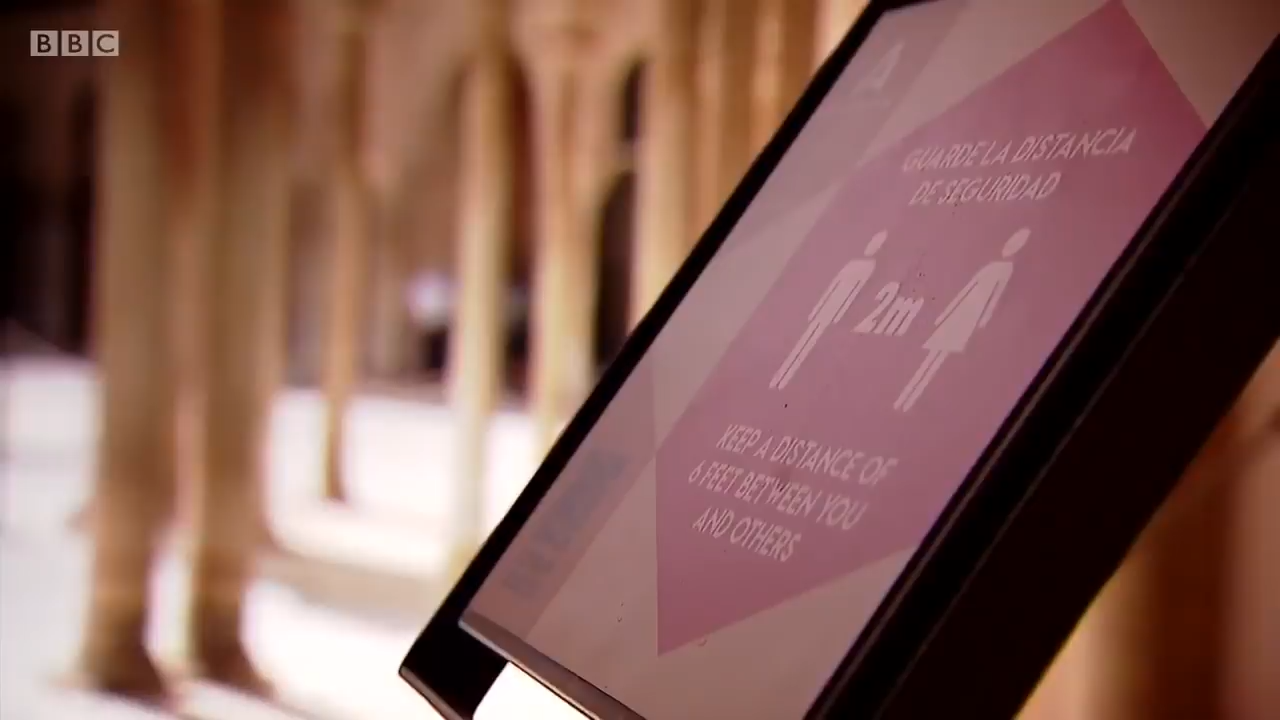 BBC
A
GUARDE LA DISTANCIA
DE SEGURIDAD
2m
KEEP A DISTANCE OF
6 FEET BETWEEN YOU
AND OTHERS